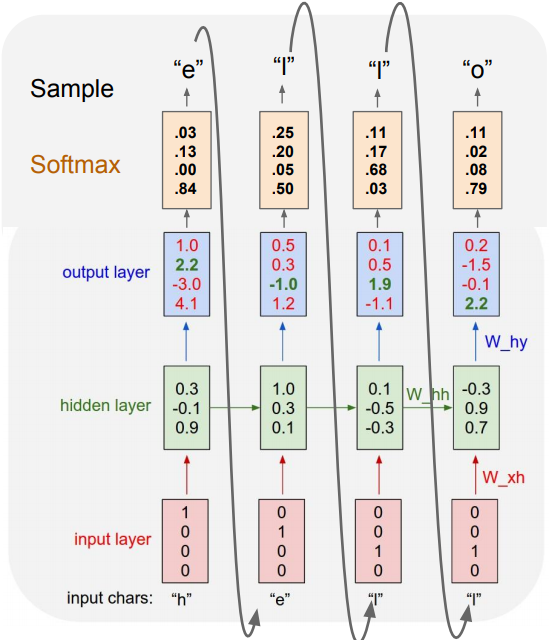 “e” “l” “l” “o”
Sample
Softmax
.03 .25 .11 .11
.13 .20 .17 .02
.00 .05 .68 .08
.84 .50 .03 .79
output layer
1.0 0.5 0.1 0.2
2.2 0.3 0.5 -1.5
-3.0 -1.0 1.9 -0.1
4.1 1.2 -1.1 2.2
W_hy
hidden layer
0.3 1.0 0.1 -0.3
-0.1 0.3 -0.5 0.9
0.9 0.1 -0.3 0.7
W_hh
W_xh
input layer
1 0 0 0
0 1 0 0
0 0 1 1
0 0 0 0
input chars: “h” “e” “l” “l”